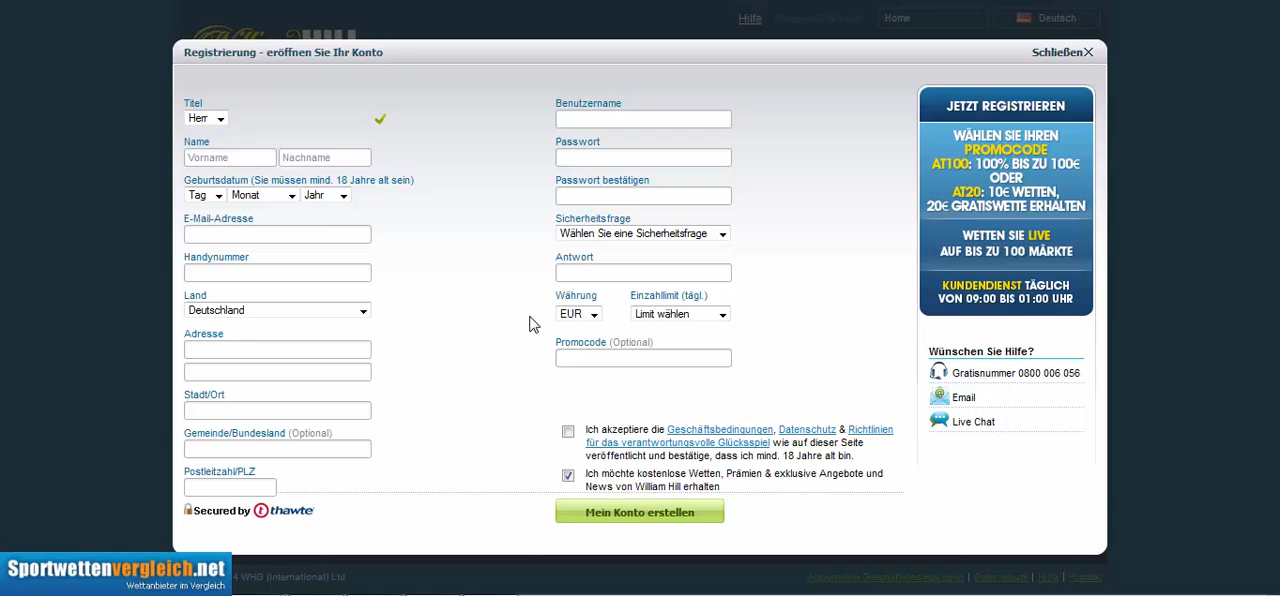 Hilfe
Home
Deutsch
Registrierung - eröffnen Sie Ihr Konto
Schließen X
Titel
Herr
Name
Vorname
Nachname
Geburtsdatum (Sie müssen mind. 18 Jahre alt sein)
Tag
Monat
Jahr
E-Mail-Adresse
Handynummer
Land
Deutschland
Adresse
Stadt/Ort
Gemeinde/Bundesland (Optional)
Postleitzahl/PLZ
Secured by thawte
Benutzername
Passwort
Passwort bestätigen
Sicherheitsfrage
Wählen Sie eine Sicherheitsfrage
Antwort
Währung
Einzahllimit (tägl.)
EUR
Limit wählen
Promocode (Optional)
Ich akzeptiere die Geschäftsbedingungen, Datenschutz & Richtlinien
für das verantwortungsvolle Glücksspiel wie auf dieser Seite
veröffentlicht und bestätige, dass ich mind. 18 Jahre alt bin.
Ich möchte kostenlose Wetten, Prämien & exklusive Angebote und
News von William Hill erhalten
Mein Konto erstellen
JETZT REGISTRIEREN
WÄHLEN SIE IHREN
PROMOCODE
AT100: 100% BIS ZU 100€
ODER
AT20: 10€ WETTEN,
20€ GRATISWETTE ERHALTEN
WETTEN SIE LIVE
AUF BIS ZU 100 MÄRKTE
KUNDENDIENST TÄGLICH
VON 09:00 BIS 01:00 UHR
Wünschen Sie Hilfe?
Gratisnummer 0800 006 056
Email
Live Chat
4 WHG (International) Ltd
Allgemeine Geschäftsbedingungen | Datenschutz | Hilfe | Kontakt
Sportwettenvergleich.net
Wettanbieter im Vergleich